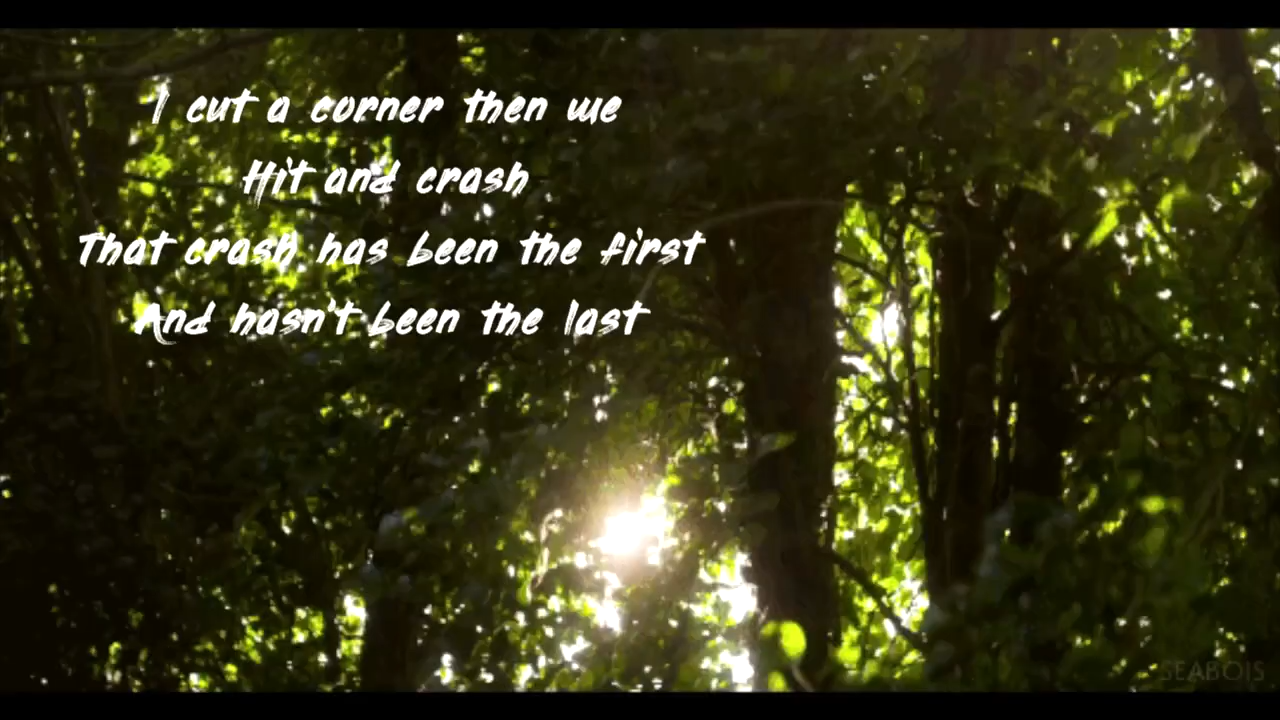 I cut a corner then we
Hit and crash
That crash has been the first
And hasn't been the last
SEABOIS